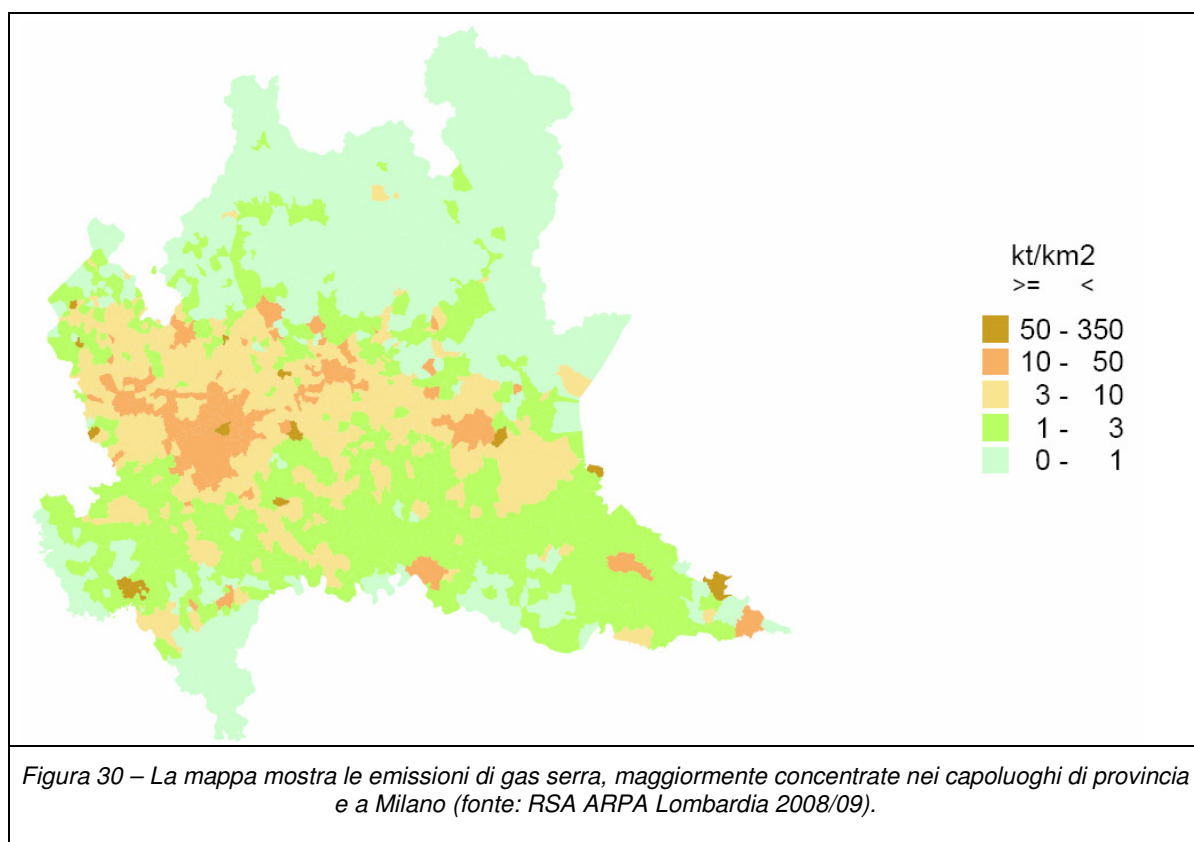 kt/km2
>= <
50 - 350
10 - 50
3 - 10
1 - 3
0 - 1
Figura 30 – La mappa mostra le emissioni di gas serra, maggiormente concentrate nei capoluoghi di provincia
e a Milano (fonte: RSA ARPA Lombardia 2008/09).